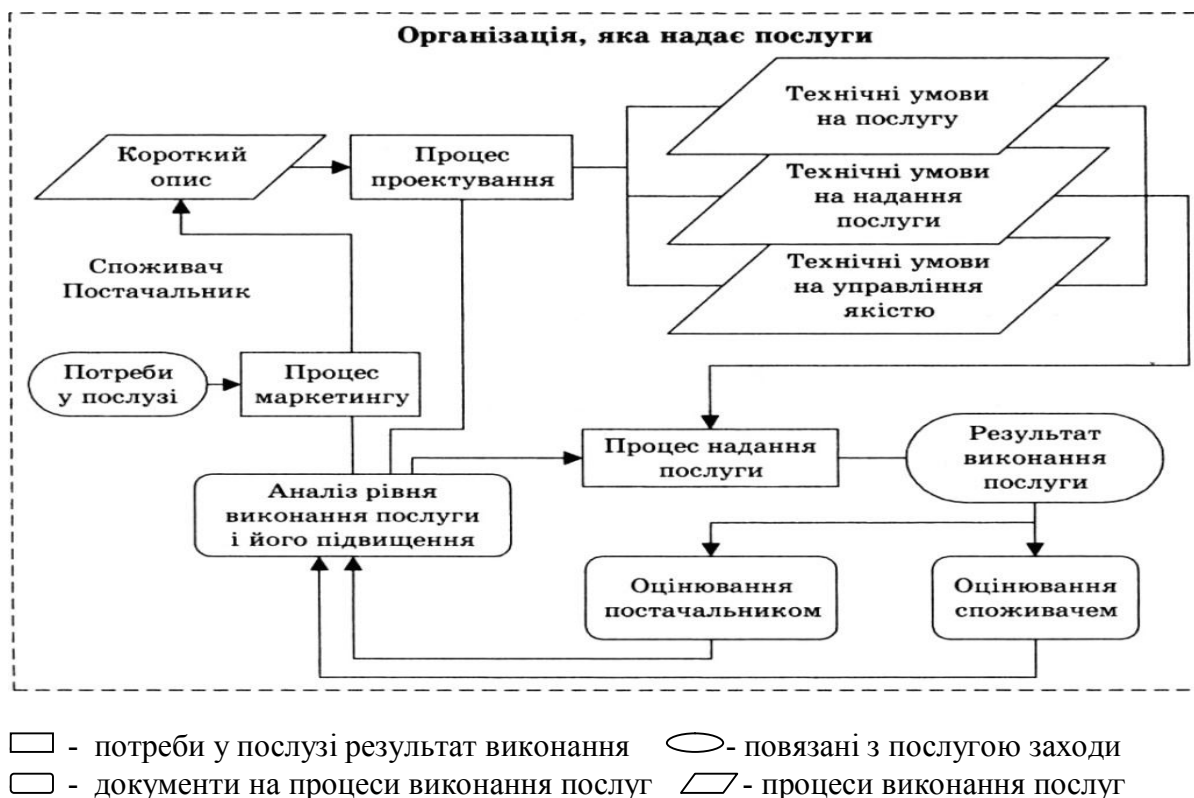 Організація, яка надає послуги
Технічні умови
на послугу
Короткий
опис
Процес
проектування
Технічні умови
на надання
послуги
Споживач
Постачальник
Технічні умови
на управління
якістю
Потреби
у послузі
Процес
маркетингу
Процес надання
послуги
Результат
виконання
послуги
Аналіз рівня
виконання послуги
і його підвищення
Оцінювання
постачальником
Оцінювання
споживачем
- потреби у послузі результат виконання
- повязані з послугою заходи
- документи на процеси виконання послуг
- процеси виконання послуг